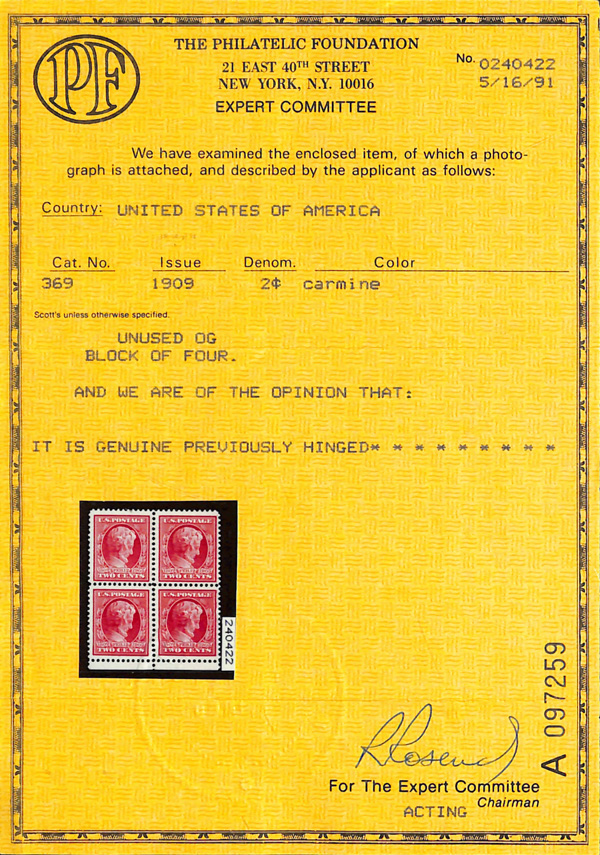 PF
THE PHILATELIC FOUNDATION
21 EAST 40TH STREET
NEW YORK, N.Y. 10016
EXPERT COMMITTEE
No. 0240422
5/16/91
We have examined the enclosed item, of which a photo-
graph is attached, and described by the applicant as follows:
Country: UNITED STATES OF AMERICA
Cat. No. Issue Denom. Color
369 1909 2¢ carmine
Scott's unless otherwise specified.
UNUSED OG
BLOCK OF FOUR.
AND WE ARE OF THE OPINION THAT:
IT IS GENUINE PREVIOUSLY HINGED* * * * * * * * *
U.S. POSTAGE U.S. POSTAGE
TWO CENTS TWO CENTS
U.S. POSTAGE U.S. POSTAGE
TWO CENTS TWO CENTS
240422
A 097259
For The Expert Committee
Chairman
ACTING